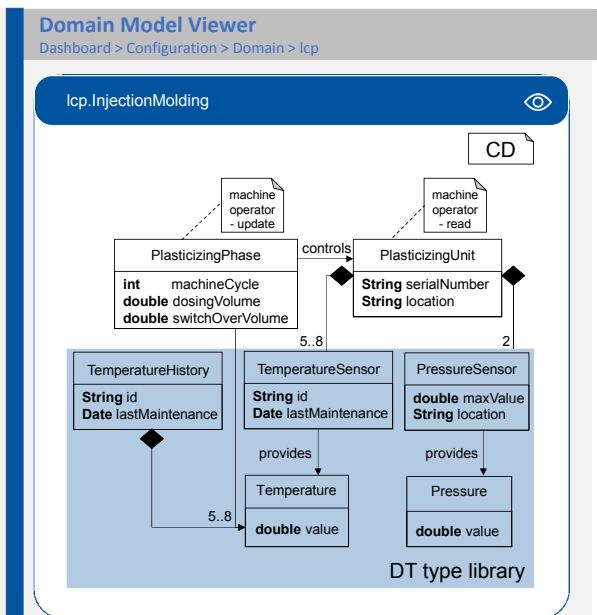 Domain Model Viewer
Dashboard > Configuration > Domain > lcp
lcp.InjectionMolding
CD
machine
operator
- update
machine
operator
- read
PlasticizingPhase
controls
PlasticizingUnit
int machineCycle
double dosingVolume
double switchOverVolume
String serialNumber
String location
5..8
2
TemperatureHistory
String id
Date lastMaintenance
TemperatureSensor
String id
Date lastMaintenance
PressureSensor
double maxValue
String location
provides
provides
5..8
Temperature
double value
Pressure
double value
DT type library